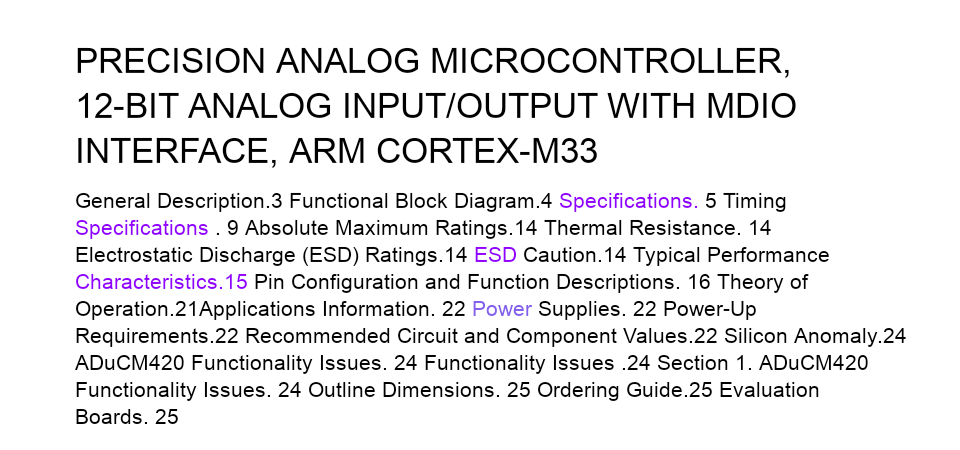 PRECISION ANALOG MICROCONTROLLER,
12-BIT ANALOG INPUT/OUTPUT WITH MDIO
INTERFACE, ARM CORTEX-M33
General Description.3 Functional Block Diagram.4 Specifications. 5 Timing
Specifications . 9 Absolute Maximum Ratings.14 Thermal Resistance. 14
Electrostatic Discharge (ESD) Ratings.14 ESD Caution.14 Typical Performance
Characteristics.15 Pin Configuration and Function Descriptions. 16 Theory of
Operation.21Applications Information. 22 Power Supplies. 22 Power-Up
Requirements.22 Recommended Circuit and Component Values.22 Silicon Anomaly.24
ADuCM420 Functionality Issues. 24 Functionality Issues .24 Section 1. ADuCM420
Functionality Issues. 24 Outline Dimensions. 25 Ordering Guide.25 Evaluation
Boards. 25